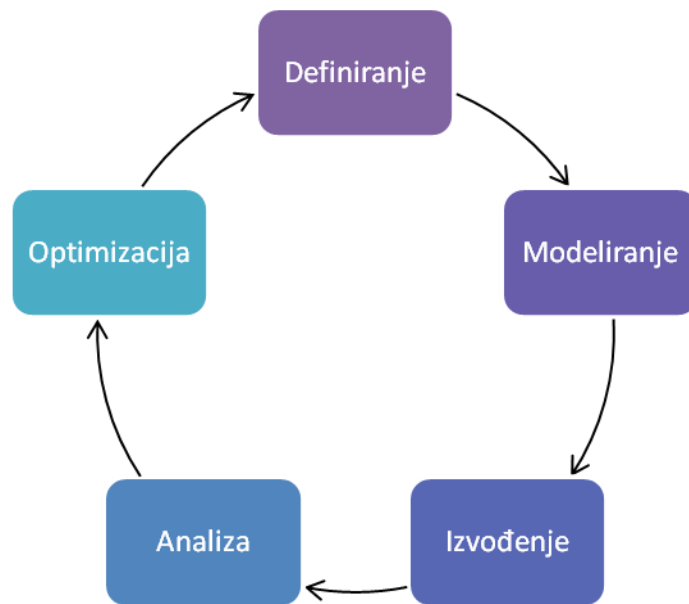 Definiranje
Modeliranje
Izvođenje
Analiza
Optimizacija